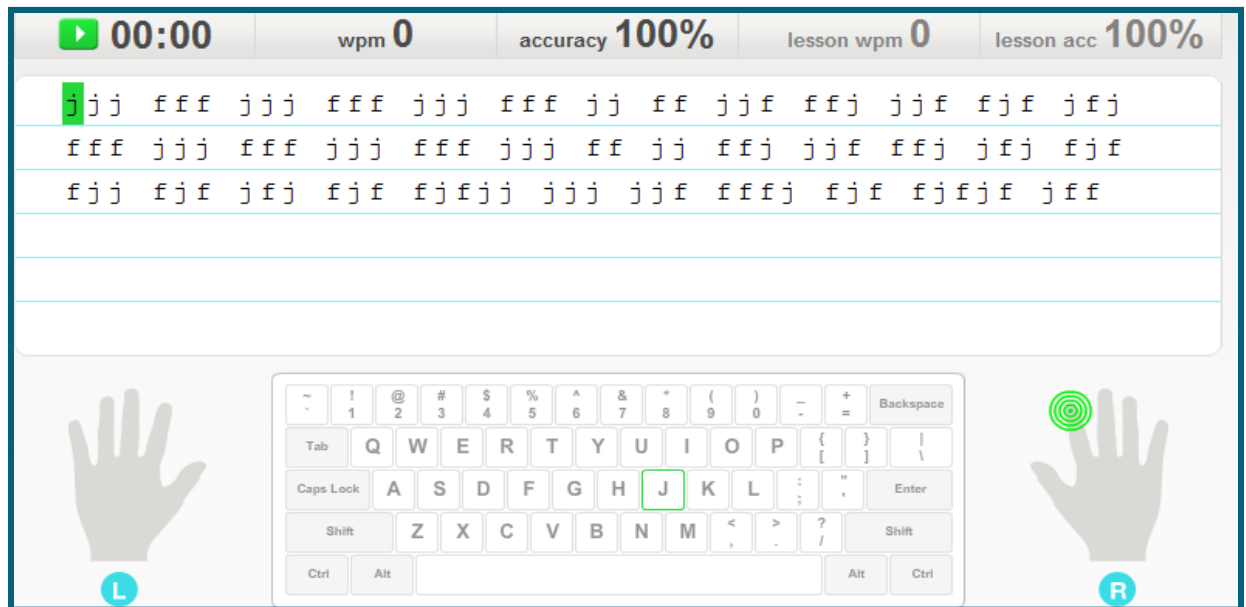 00:00 wpm 0 accuracy 100% lesson wpm 0 lesson acc 100%
jjj fff jjj fff jjj fff jj ff jjf ffj jjf fjf jfj
fff jjj fff jjj fff jjj ff jj ffj jjf ffj jfj fjf
fjj fjf jfj fjf fjfjj jjj jjf fffj fjf fjfjf jff
~ ! @ # $ % ^ & * ( ) _ +
` 1 2 3 4 5 6 7 8 9 0 - = Backspace
Tab Q W E R T Y U I O P { [ } ] | \
Caps Lock A S D F G H J K L : ; " ' Enter
Shift Z X C V B N M < , > . ? / Shift
Ctrl Alt Alt Ctrl
L R